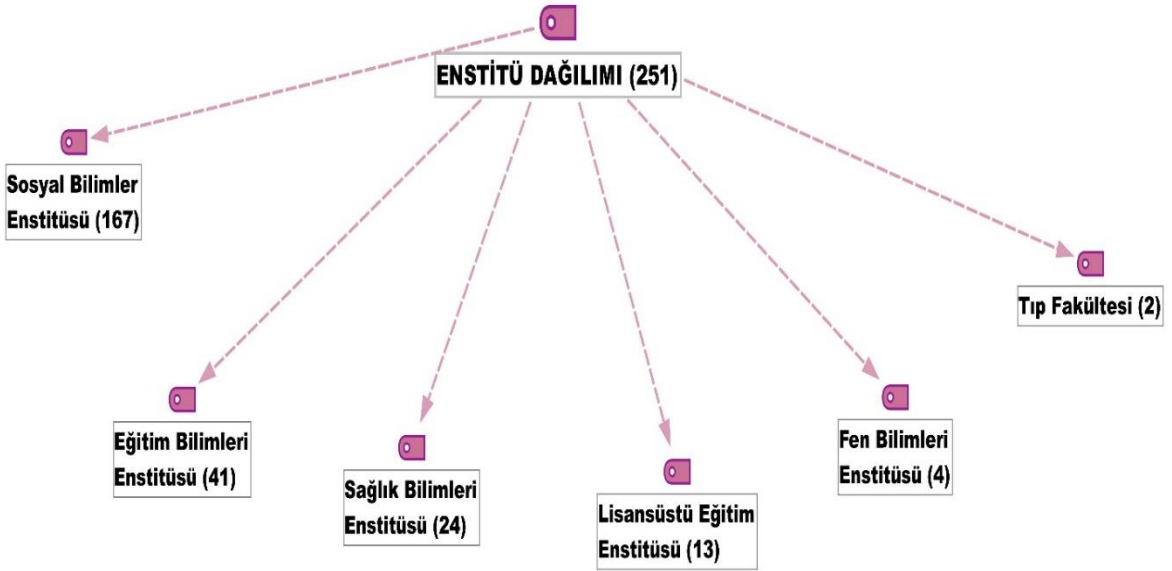 ENSTİTÜ DAĞILIMI (251)
Sosyal Bilimler
Enstitüsü (167)
Eğitim Bilimleri
Enstitüsü (41)
Sağlık Bilimleri
Enstitüsü (24)
Lisansüstü Eğitim
Enstitüsü (13)
Fen Bilimleri
Enstitüsü (4)
Tıp Fakültesi (2)